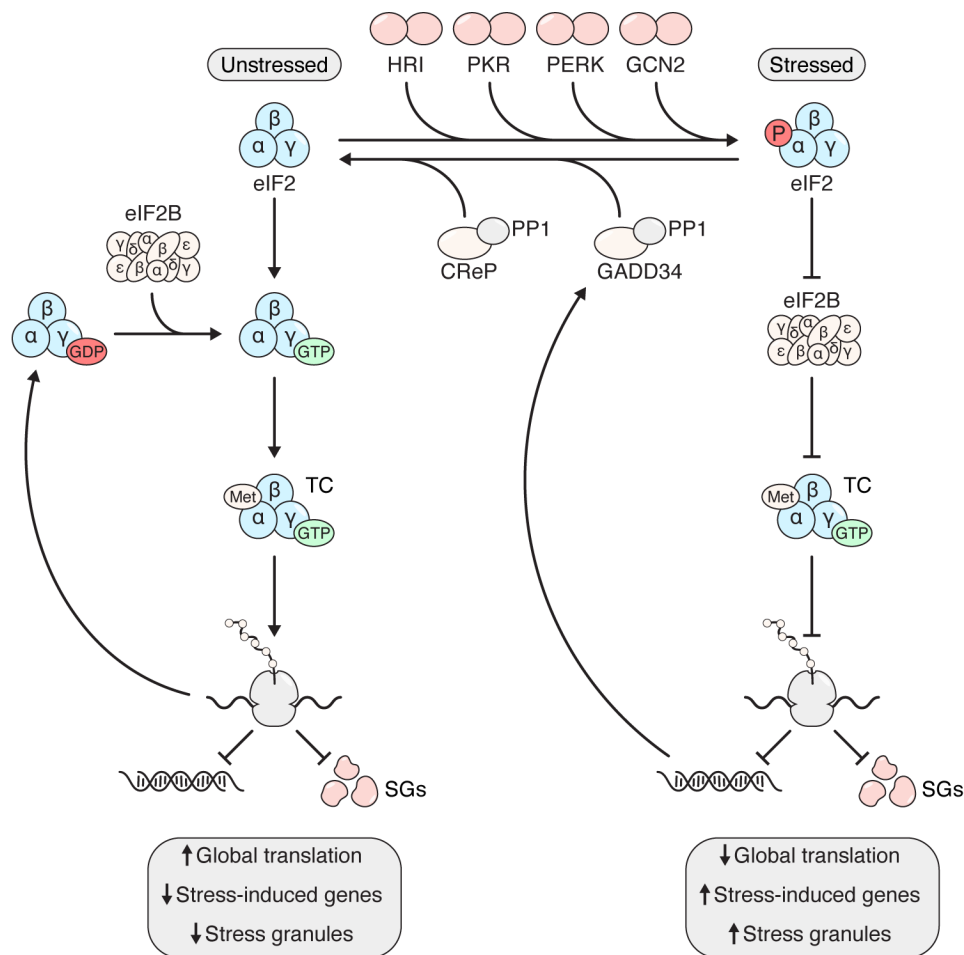 HRI PKR PERK GCN2
Unstressed
Stressed
β
α γ
eIF2
P
β
α γ
eIF2
PP1
CReP
PP1
GADD34
eIF2B
γ δ α β ε
ε β α δ γ
β
α γ
GDP
β
α γ
GTP
eIF2B
γ δ α β ε
ε β α δ γ
TC
Met
β
α γ
GTP
TC
Met
β
α γ
GTP
SGs
SGs
↑ Global translation
↓ Stress-induced genes
↓ Stress granules
↓ Global translation
↑ Stress-induced genes
↑ Stress granules